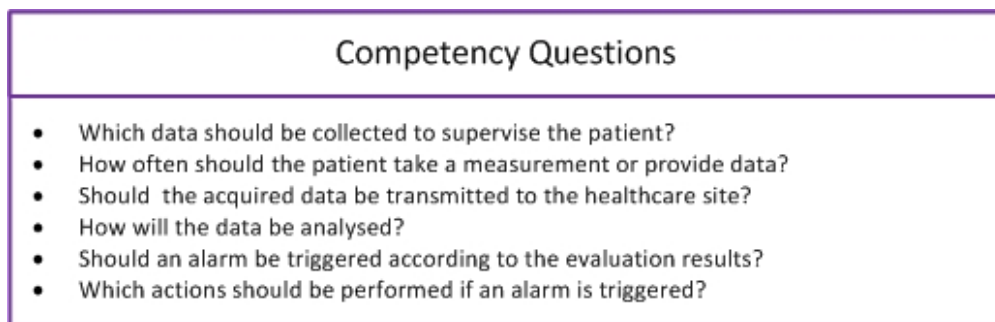 Competency Questions
• Which data should be collected to supervise the patient?
• How often should the patient take a measurement or provide data?
• Should the acquired data be transmitted to the healthcare site?
• How will the data be analysed?
• Should an alarm be triggered according to the evaluation results?
• Which actions should be performed if an alarm is triggered?